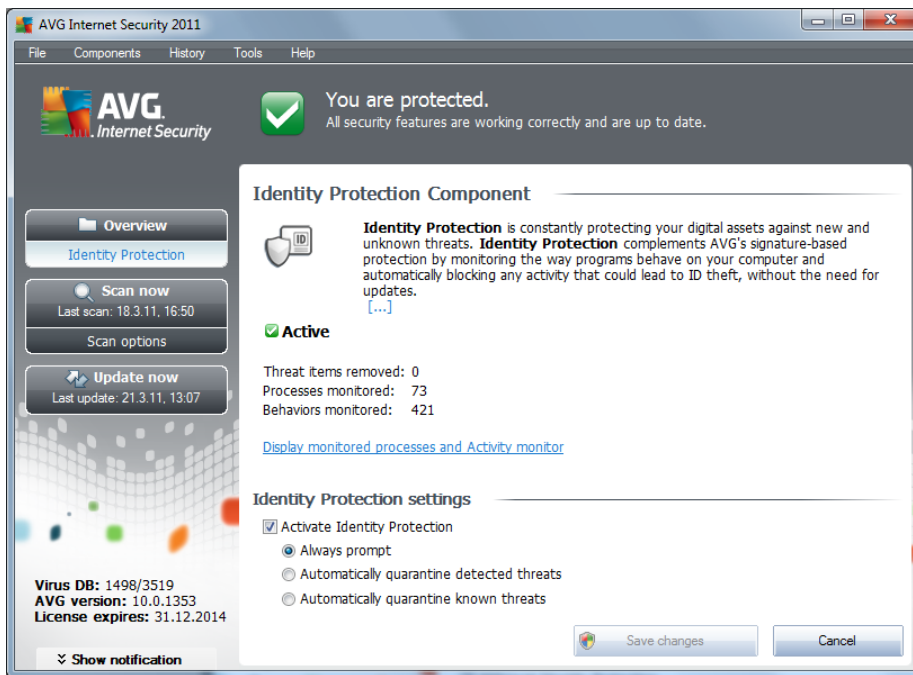 AVG Internet Security 2011
File Components History Tools Help
AVG.
Internet Security
You are protected.
All security features are working correctly and are up to date.
Overview
Identity Protection
Scan now
Last scan: 18.3.11, 16:50
Scan options
Update now
Last update: 21.3.11, 13:07
Virus DB: 1498/3519
AVG version: 10.0.1353
License expires: 31.12.2014
Show notification
Identity Protection Component
ID
Identity Protection is constantly protecting your digital assets against new and
unknown threats. Identity Protection complements AVG's signature-based
protection by monitoring the way programs behave on your computer and
automatically blocking any activity that could lead to ID theft, without the need for
updates.
[...]
Active
Threat items removed: 0
Processes monitored: 73
Behaviors monitored: 421
Display monitored processes and Activity monitor
Identity Protection settings
Activate Identity Protection
Always prompt
Automatically quarantine detected threats
Automatically quarantine known threats
Save changes Cancel